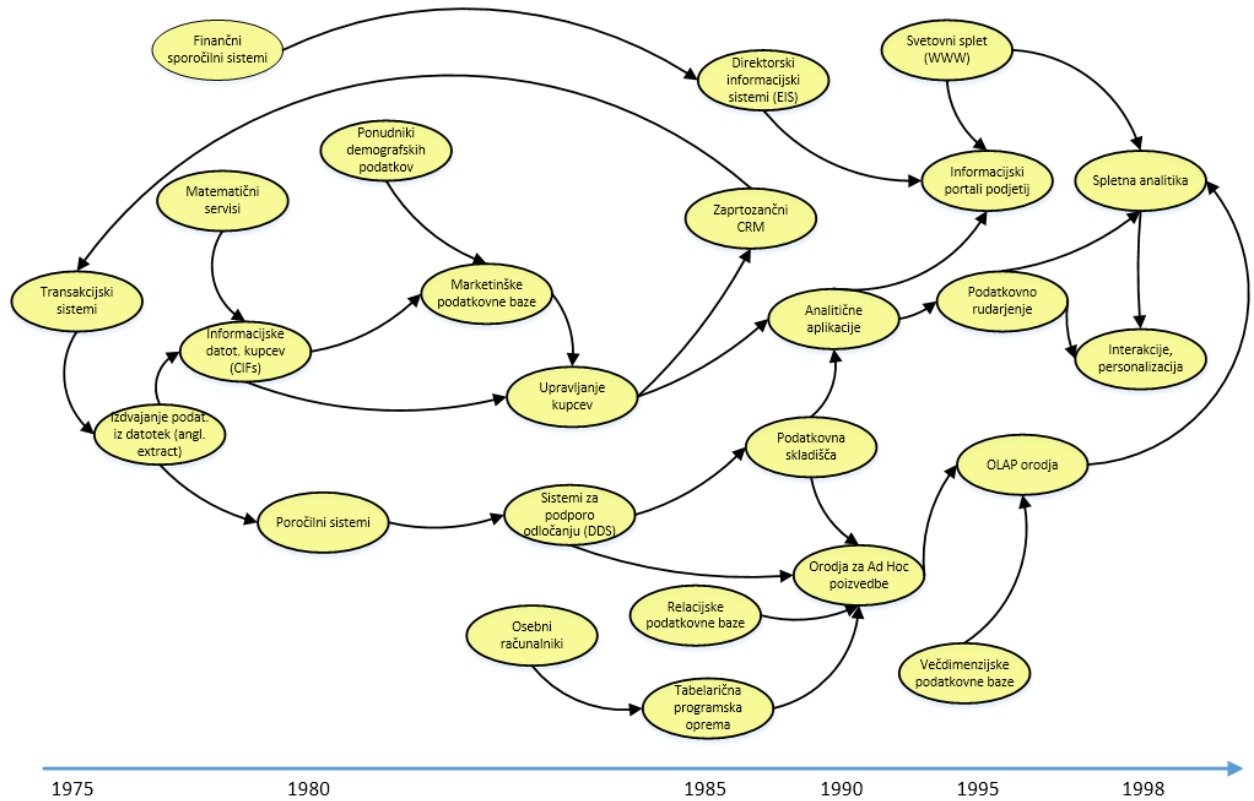 Finančni
sporočilni sistemi
Direktorski
informacijski
sistemi (EIS)
Svetovni splet
(WWW)
Ponudniki
demografskih
podatkov
Matematični
servisi
Zaprtozančni
CRM
Informacijski
portali podjetij
Spletna analitika
Transakcijski
sistemi
Marketinške
podatkovne baze
Analitične
aplikacije
Podatkovno
rudarjenje
Informacijske
datot. kupcev
(CIFs)
Interakcije,
personalizacija
Upravljanje
kupcev
Izdvajanje podat.
iz datotek (angl.
extract)
Podatkovna
skladišča
OLAP orodja
Poročilni sistemi
Sistemi za
podporo
odločanju (DDS)
Orodja za Ad Hoc
poizvedbe
Relacijske
podatkovne baze
Osebni
računalniki
Večdimenzijske
podatkovne baze
Tabelarična
programska
oprema
1975 1980 1985 1990 1995 1998